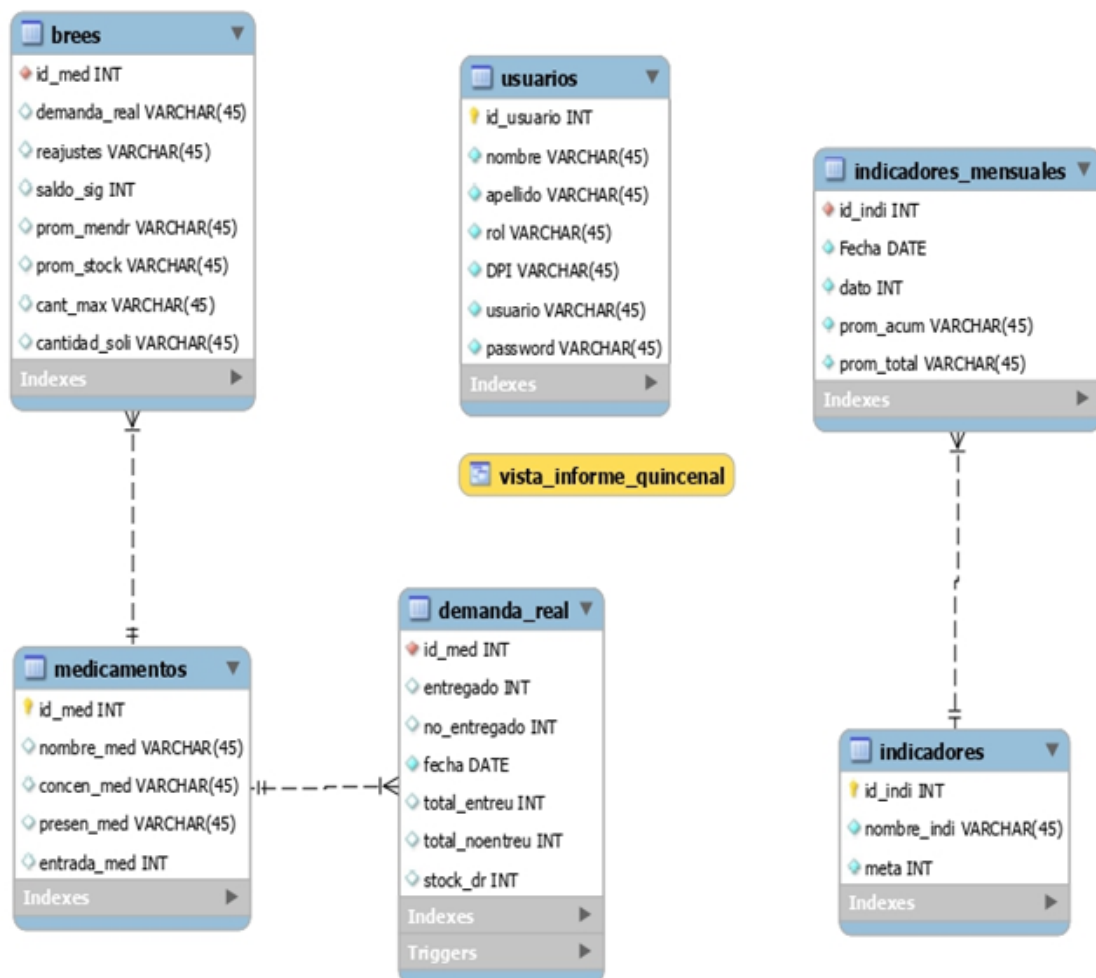 brees
id_med INT
demanda_real VARCHAR(45)
reajustes VARCHAR(45)
saldo_sig INT
prom_mendr VARCHAR(45)
prom_stock VARCHAR(45)
cant_max VARCHAR(45)
cantidad_soli VARCHAR(45)
Indexes
usuarios
id_usuario INT
nombre VARCHAR(45)
apellido VARCHAR(45)
rol VARCHAR(45)
DPI VARCHAR(45)
usuario VARCHAR(45)
password VARCHAR(45)
Indexes
indicadores_mensuales
id_indi INT
Fecha DATE
dato INT
prom_acum VARCHAR(45)
prom_total VARCHAR(45)
Indexes
vista_informe_quincenal
medicamentos
id_med INT
nombre_med VARCHAR(45)
concen_med VARCHAR(45)
presen_med VARCHAR(45)
entrada_med INT
Indexes
demanda_real
id_med INT
entregado INT
no_entregado INT
fecha DATE
total_entreu INT
total_noentreu INT
stock_dr INT
Indexes
Triggers
indicadores
id_indi INT
nombre_indi VARCHAR(45)
meta INT
Indexes